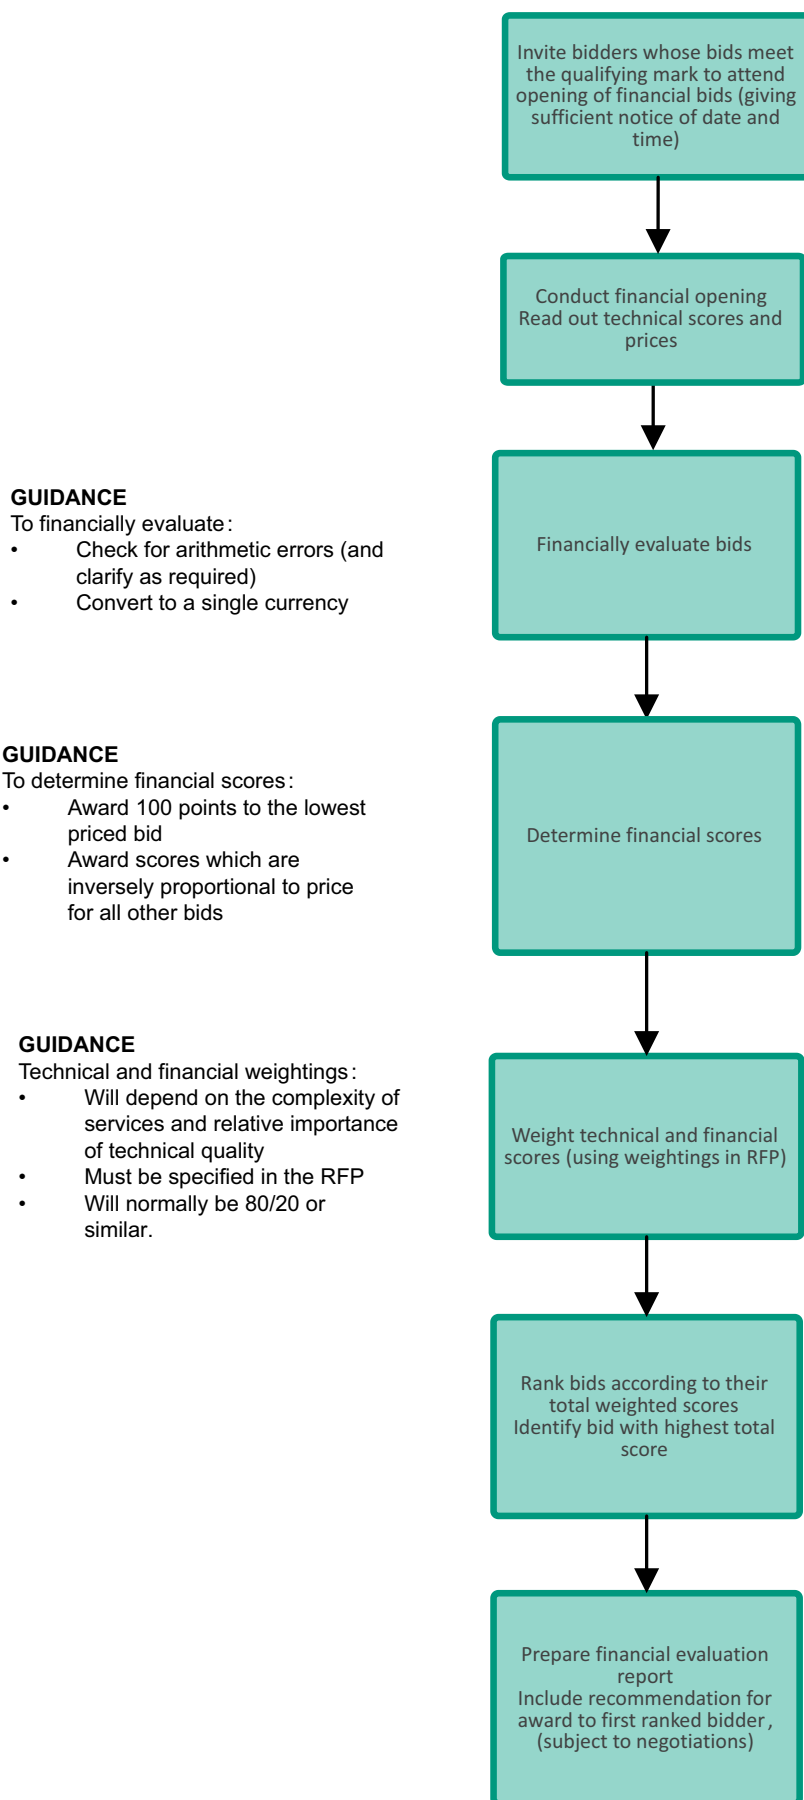 Invite bidders whose bids meet
the qualifying mark to attend
opening of financial bids (giving
sufficient notice of date and
time)
Conduct financial opening
Read out technical scores and
prices
GUIDANCE
To financially evaluate:
• Check for arithmetic errors (and
clarify as required)
• Convert to a single currency
Financially evaluate bids
GUIDANCE
To determine financial scores:
• Award 100 points to the lowest
priced bid
• Award scores which are
inversely proportional to price
for all other bids
Determine financial scores
GUIDANCE
Technical and financial weightings:
• Will depend on the complexity of
services and relative importance
of technical quality
• Must be specified in the RFP
• Will normally be 80/20 or
similar.
Weight technical and financial
scores (using weightings in RFP)
Rank bids according to their
total weighted scores
Identify bid with highest total
score
Prepare financial evaluation
report
Include recommendation for
award to first ranked bidder,
(subject to negotiations)